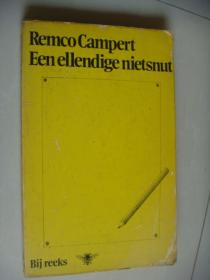 Remco Campert
Een ellendige nietsnut
Bij reeks